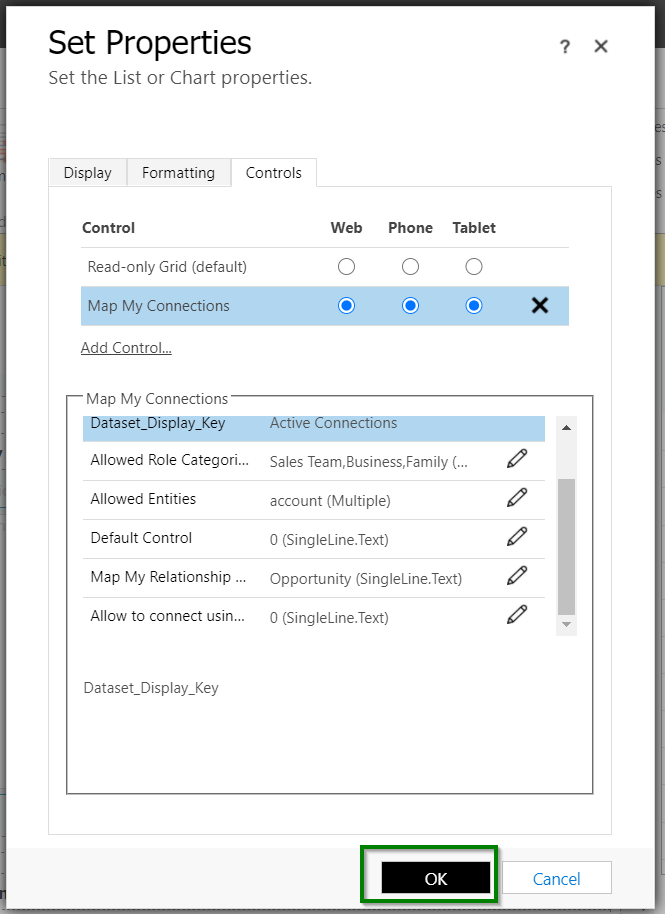 Set Properties
?
Set the List or Chart properties.
Display Formatting Controls
Control Web Phone Tablet
Read-only Grid (default)
Map My Connections
Add Control...
Map My Connections
Dataset_Display_Key Active Connections
Allowed Role Categori... Sales Team,Business,Family (...
Allowed Entities account (Multiple)
Default Control 0 (SingleLine.Text)
Map My Relationship ... Opportunity (SingleLine.Text)
Allow to connect usin... 0 (SingleLine.Text)
Dataset_Display_Key
OK Cancel